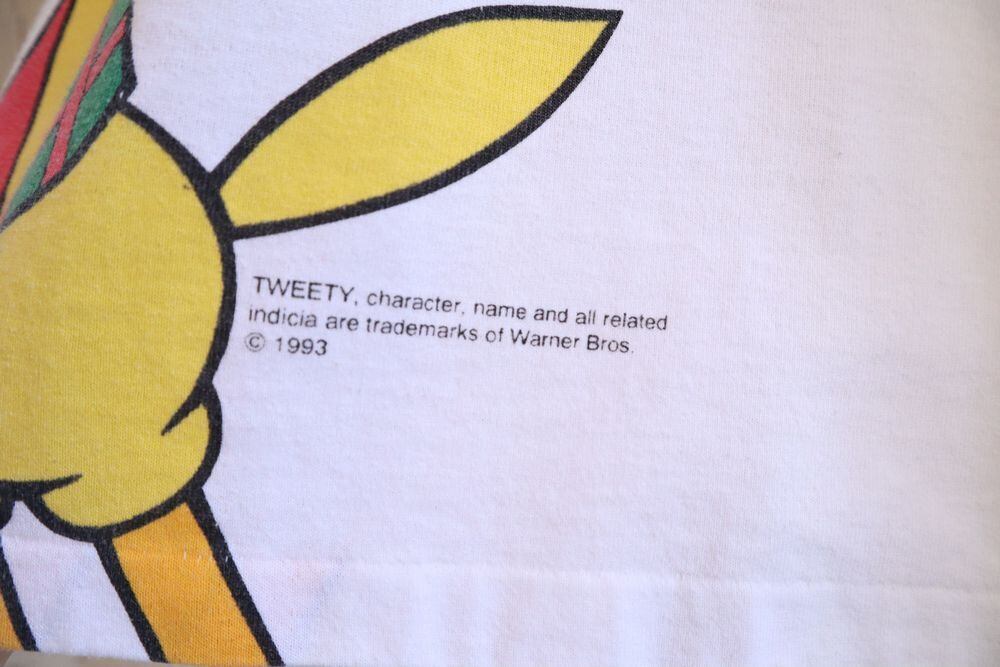 TWEETY, character, name and all related
indicia are trademarks of Warner Bros.
© 1993